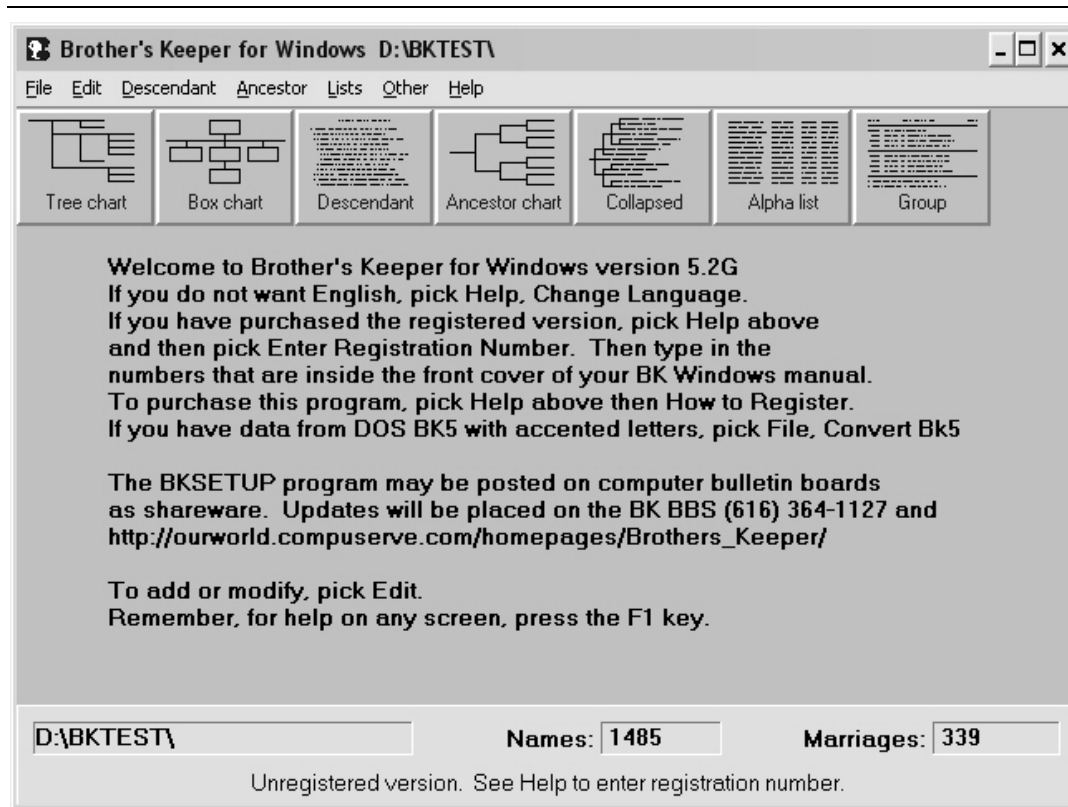 Brother's Keeper for Windows D:\BKTEST\
File Edit Descendant Ancestor Lists Other Help
Tree chart Box chart Descendant Ancestor chart Collapsed Alpha list Group
Welcome to Brother's Keeper for Windows version 5.2G
If you do not want English, pick Help, Change Language.
If you have purchased the registered version, pick Help above
and then pick Enter Registration Number. Then type in the
numbers that are inside the front cover of your BK Windows manual.
To purchase this program, pick Help above then How to Register.
If you have data from DOS BK5 with accented letters, pick File, Convert Bk5
The BKSETUP program may be posted on computer bulletin boards
as shareware. Updates will be placed on the BK BBS (616) 364-1127 and
http://ourworld.compuserve.com/homepages/Brothers_Keeper/
To add or modify, pick Edit.
Remember, for help on any screen, press the F1 key.
D:\BKTEST\ Names: 1485 Marriages: 339
Unregistered version. See Help to enter registration number.